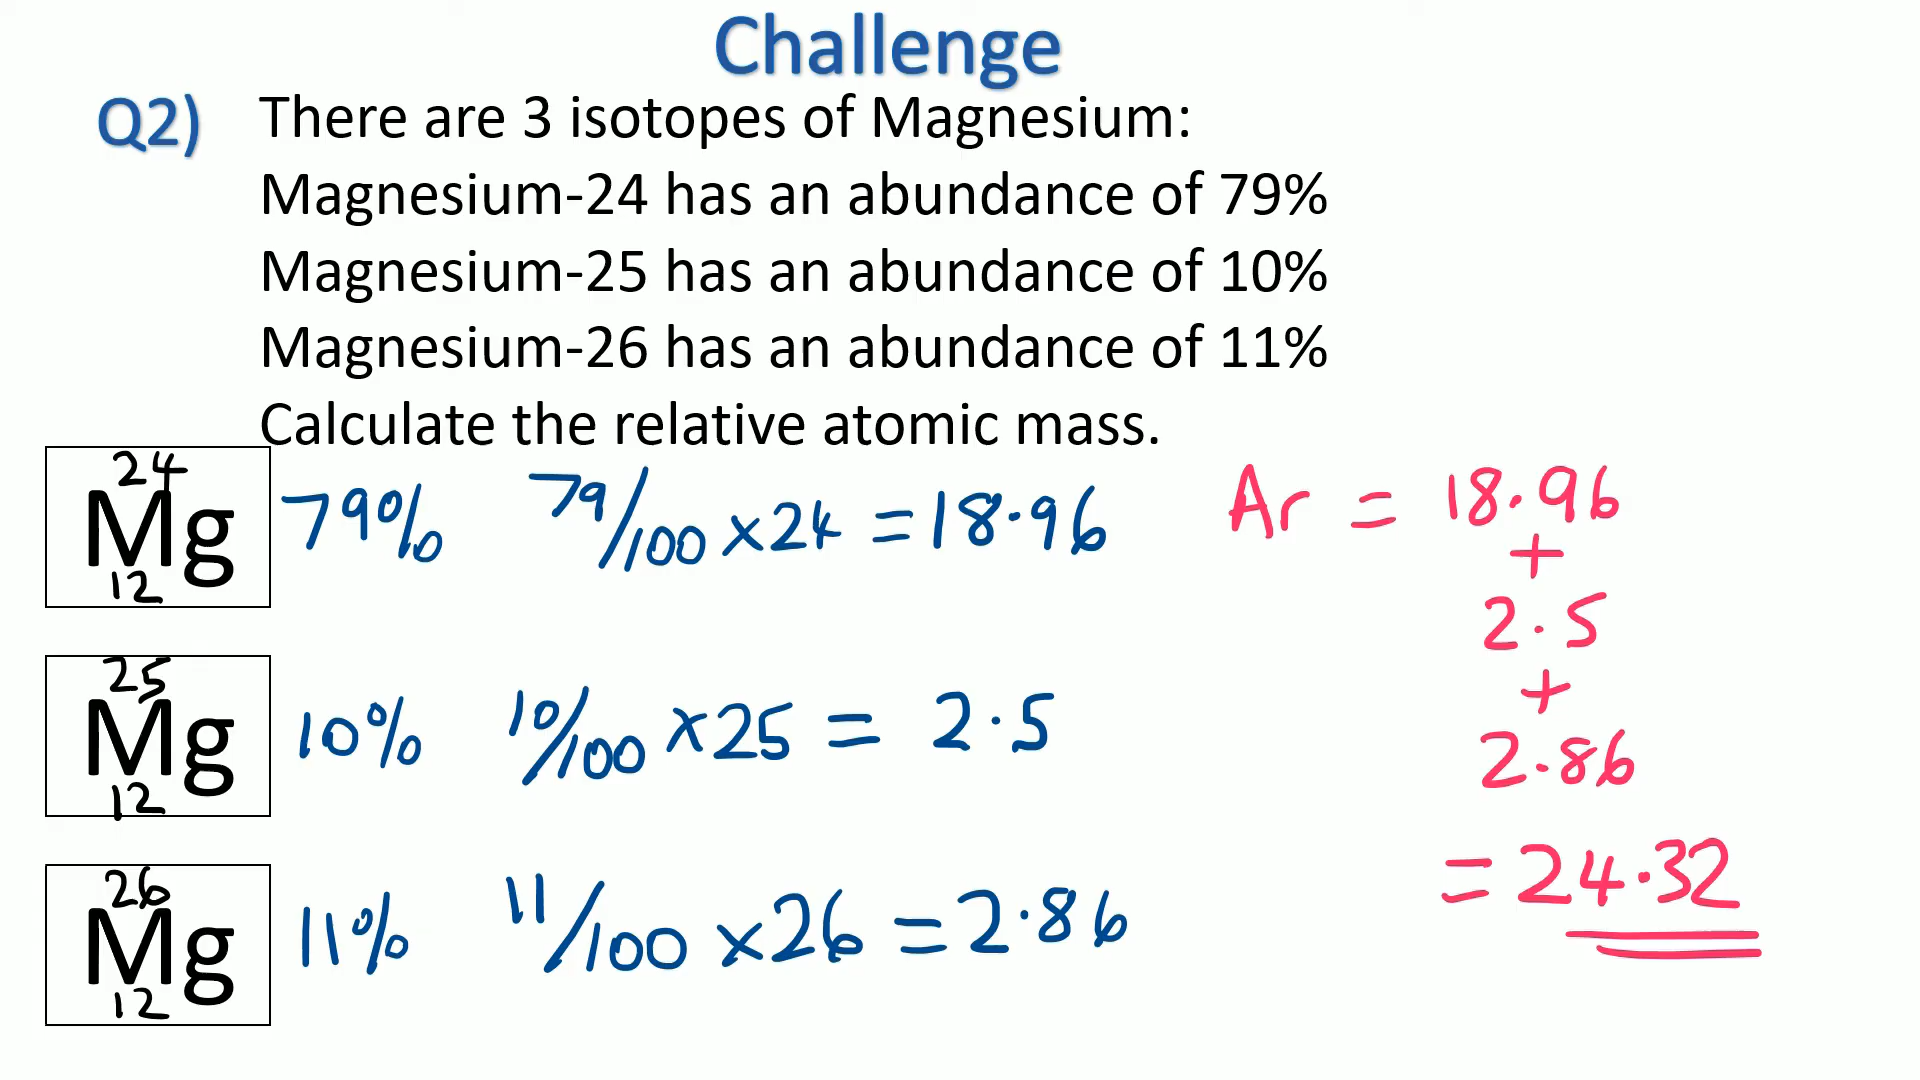 Challenge
Q2) There are 3 isotopes of Magnesium:
Magnesium-24 has an abundance of 79%
Magnesium-25 has an abundance of 10%
Magnesium-26 has an abundance of 11%
Calculate the relative atomic mass.
24
Mg
12
79% 79/100 ×24 = 18.96
25
Mg
12
10% 10/100 ×25 = 2.5
26
Mg
12
11% 11/100 ×26 = 2.86
Ar = 18.96
+
2.5
+
2.86
= 24.32